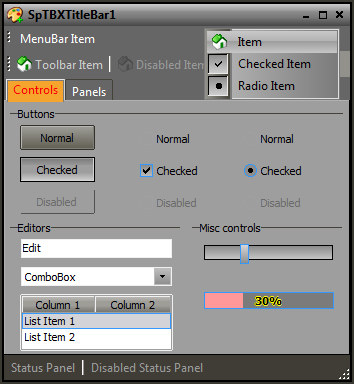 SpTBXTitleBar1
MenuBar Item
Item
Checked Item
Radio Item
Toolbar Item
Disabled Item
Controls
Panels
Buttons
Normal
Normal
Normal
Checked
Checked
Checked
Disabled
Disabled
Disabled
Editors
Misc controls
Edit
ComboBox
Column 1
Column 2
30%
List Item 1
List Item 2
Status Panel
Disabled Status Panel